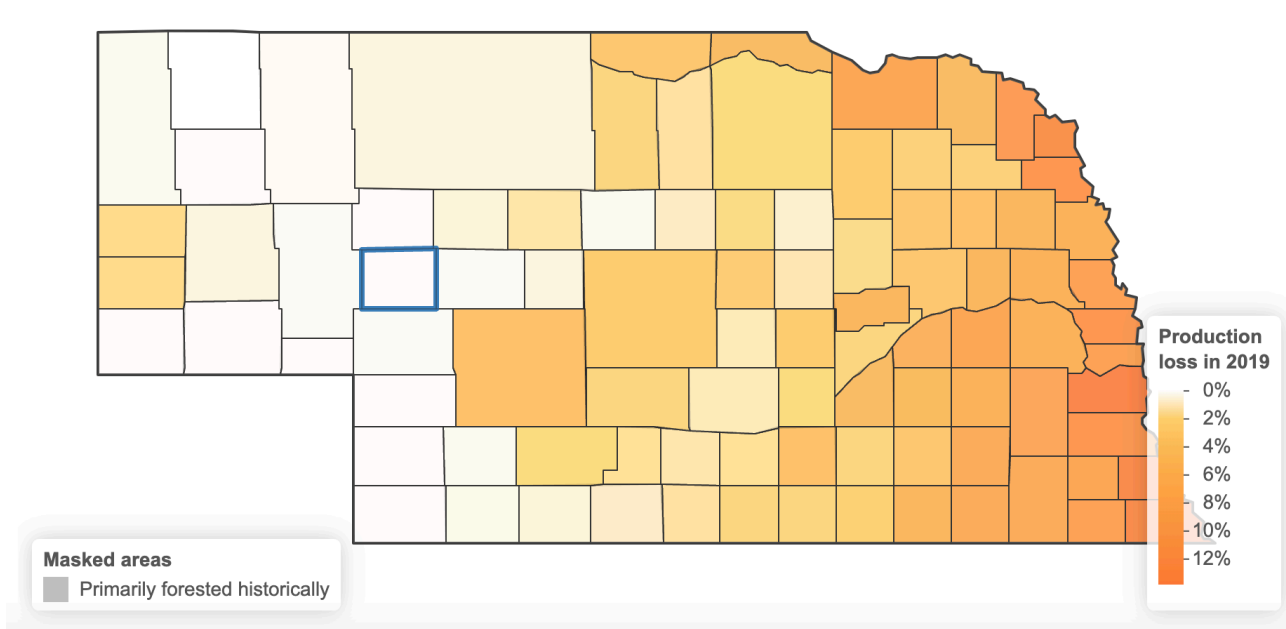 Production
loss in 2019
0%
2%
4%
6%
8%
10%
12%
Masked areas
Primarily forested historically